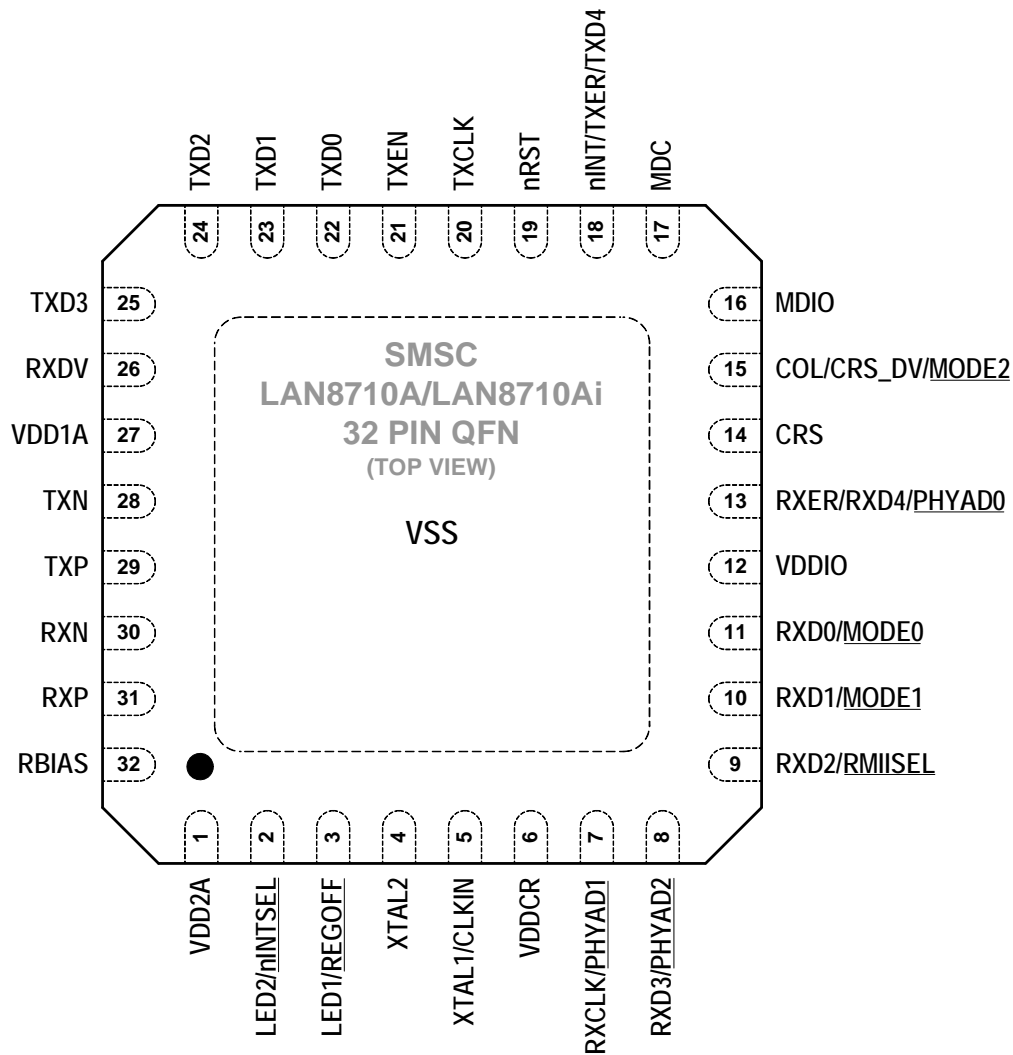 TXD2
TXD1
TXD0
TXEN
TXCLK
nRST
nINT/TXER/TXD4
MDC
24
23
22
21
20
19
18
17
TXD3 25
RXDV 26
VDD1A 27
TXN 28
TXP 29
RXN 30
RXP 31
RBIAS 32
SMSC
LAN8710A/LAN8710Ai
32 PIN QFN
(TOP VIEW)
VSS
16 MDIO
15 COL/CRS_DV/MODE2
14 CRS
13 RXER/RXD4/PHYAD0
12 VDDIO
11 RXD0/MODE0
10 RXD1/MODE1
9 RXD2/RMIISEL
1
2
3
4
5
6
7
8
VDD2A
LED2/nINTSEL
LED1/REGOFF
XTAL2
XTAL1/CLKIN
VDDCR
RXCLK/PHYAD1
RXD3/PHYAD2